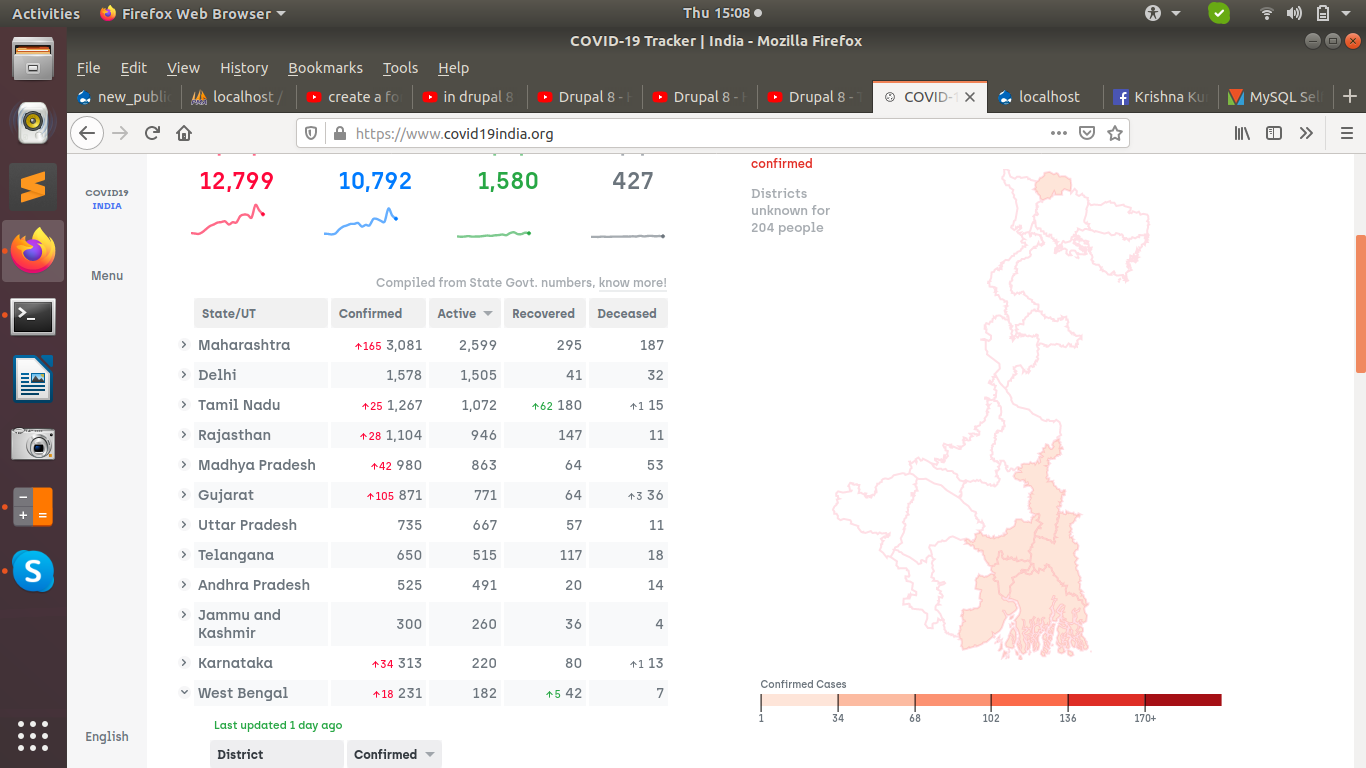 Activities
Firefox Web Browser
Thu 15:08
COVID-19 Tracker | India - Mozilla Firefox
File Edit View History Bookmarks Tools Help
new_publi
localhost /
create a fo
in drupal 8
Drupal 8 - H
Drupal 8 - H
Drupal 8 - T
COVID-1
localhost
Krishna Ku
MySQL Sel
https://www.covid19india.org
COVID19
INDIA
Menu
English
12,799 10,792 1,580 427
Compiled from State Govt. numbers, know more!
State/UT Confirmed Active Recovered Deceased
Maharashtra ↑165 3,081 2,599 295 187
Delhi 1,578 1,505 41 32
Tamil Nadu ↑25 1,267 1,072 ↑62 180 ↑1 15
Rajasthan ↑28 1,104 946 147 11
Madhya Pradesh ↑42 980 863 64 53
Gujarat ↑105 871 771 64 ↑3 36
Uttar Pradesh 735 667 57 11
Telangana 650 515 117 18
Andhra Pradesh 525 491 20 14
Jammu and
Kashmir 300 260 36 4
Karnataka ↑34 313 220 80 ↑1 13
West Bengal ↑18 231 182 ↑5 42 7
Last updated 1 day ago
District Confirmed
confirmed
Districts
unknown for
204 people
Confirmed Cases
1 34 68 102 136 170+